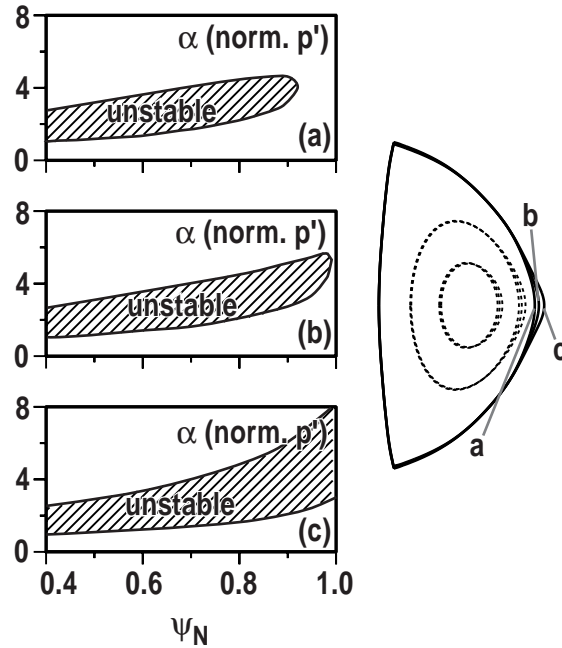 8
α (norm. p')
4
unstable
(a)
0
8
α (norm. p')
4
unstable
(b)
0
8
α (norm. p')
4
unstable
(c)
0
0.4 0.6 0.8 1.0
ψN
b
c
a